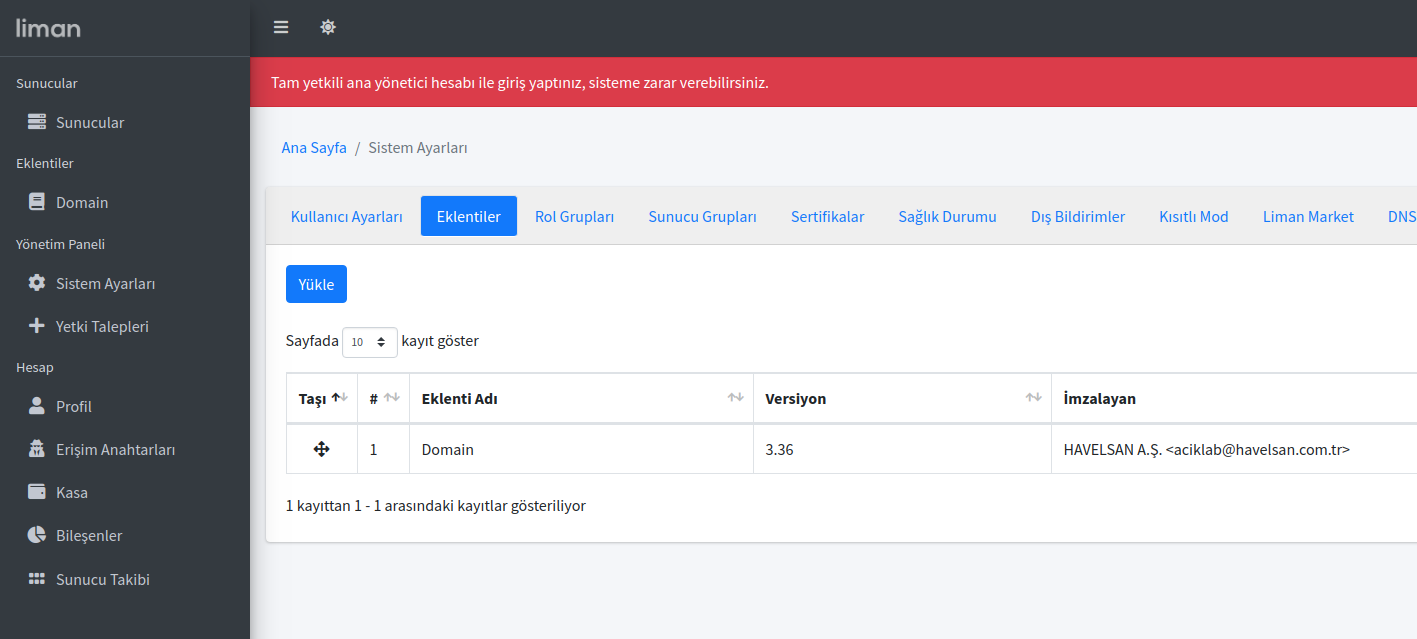 liman
Sunucular
Sunucular
Eklentiler
Domain
Yönetim Paneli
Sistem Ayarları
Yetki Talepleri
Hesap
Profil
Erişim Anahtarları
Kasa
Bileşenler
Sunucu Takibi
Tam yetkili ana yönetici hesabı ile giriş yaptınız, sisteme zarar verebilirsiniz.
Ana Sayfa / Sistem Ayarları
Kullanıcı Ayarları Eklentiler Rol Grupları Sunucu Grupları Sertifikalar Sağlık Durumu Dış Bildirimler Kısıtlı Mod Liman Market DNS
Yükle
Sayfada 10 kayıt göster
Taşı # Eklenti Adı Versiyon İmzalayan
1 Domain 3.36 HAVELSAN A.Ş. <aciklab@havelsan.com.tr>
1 kayıttan 1 - 1 arasındaki kayıtlar gösteriliyor